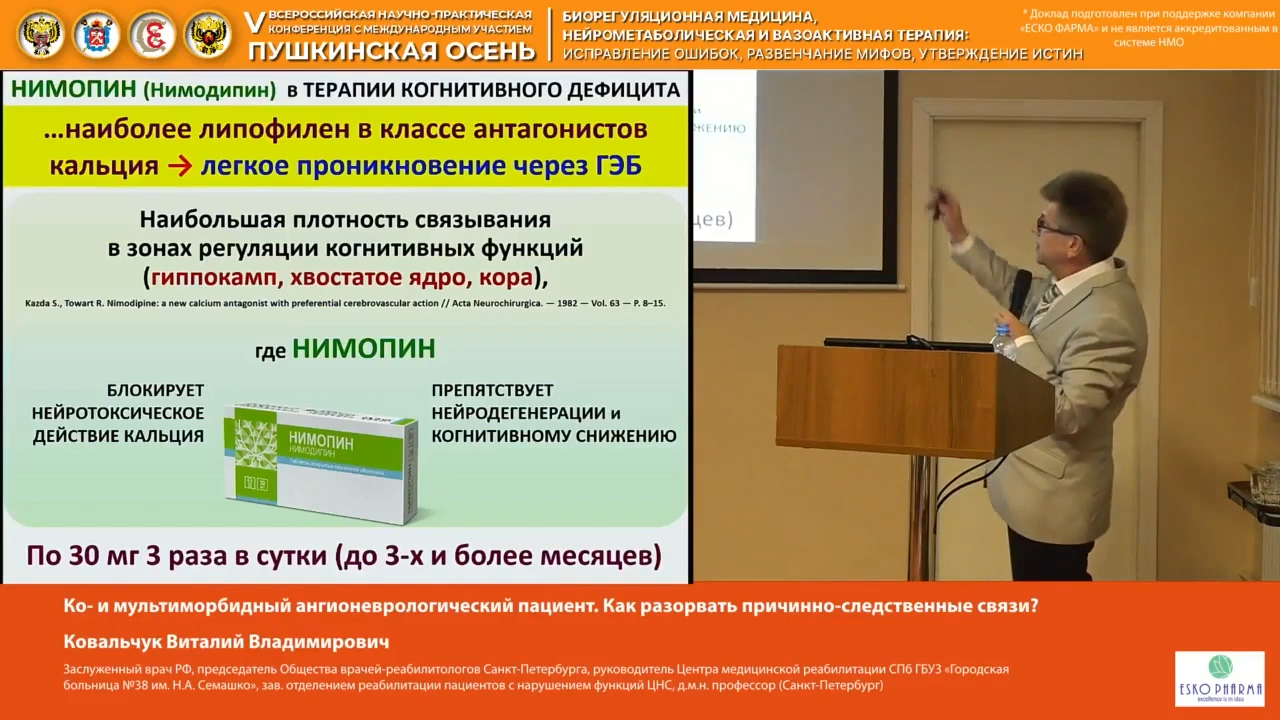 V ВСЕРОССИЙСКАЯ НАУЧНО-ПРАКТИЧЕСКАЯ
КОНФЕРЕНЦИЯ С МЕЖДУНАРОДНЫМ УЧАСТИЕМ
ПУШКИНСКАЯ ОСЕНЬ
БИОРЕГУЛЯЦИОННАЯ МЕДИЦИНА,
НЕЙРОМЕТАБОЛИЧЕСКАЯ И ВАЗОАКТИВНАЯ ТЕРАПИЯ:
ИСПРАВЛЕНИЕ ОШИБОК, РАЗВЕНЧАНИЕ МИФОВ, УТВЕРЖДЕНИЕ ИСТИН
* Доклад подготовлен при поддержке компании
«ЕСКО ФАРМА» и не является аккредитованным в
системе НМО
НИМОПИН (Нимодипин) в ТЕРАПИИ КОГНИТИВНОГО ДЕФИЦИТА
...наиболее липофилен в классе антагонистов
кальция → легкое проникновение через ГЭБ
Наибольшая плотность связывания
в зонах регуляции когнитивных функций
(гиппокамп, хвостатое ядро, кора),
Kazda S., Towart R. Nimodipine: a new calcium antagonist with preferential cerebrovascular action // Acta Neurochirurgica. — 1982 — Vol. 63 — P. 8–15.
где НИМОПИН
БЛОКИРУЕТ
НЕЙРОТОКСИЧЕСКОЕ
ДЕЙСТВИЕ КАЛЬЦИЯ
НИМОПИН
НИМОДИПИН
ПРЕПЯТСТВУЕТ
НЕЙРОДЕГЕНЕРАЦИИ и
КОГНИТИВНОМУ СНИЖЕНИЮ
По 30 мг 3 раза в сутки (до 3-х и более месяцев)
и
ЖЕНИЮ
цев)
Ко- и мультиморбидный ангионеврологический пациент. Как разорвать причинно-следственные связи?
Ковальчук Виталий Владимирович
Заслуженный врач РФ, председатель Общества врачей-реабилитологов Санкт-Петербурга, руководитель Центра медицинской реабилитации СПб ГБУЗ «Городская
больница №38 им. Н.А. Семашко», зав. отделением реабилитации пациентов с нарушением функций ЦНС, д.м.н. профессор (Санкт-Петербург)
ESKO PHARMA
excellence is in idea